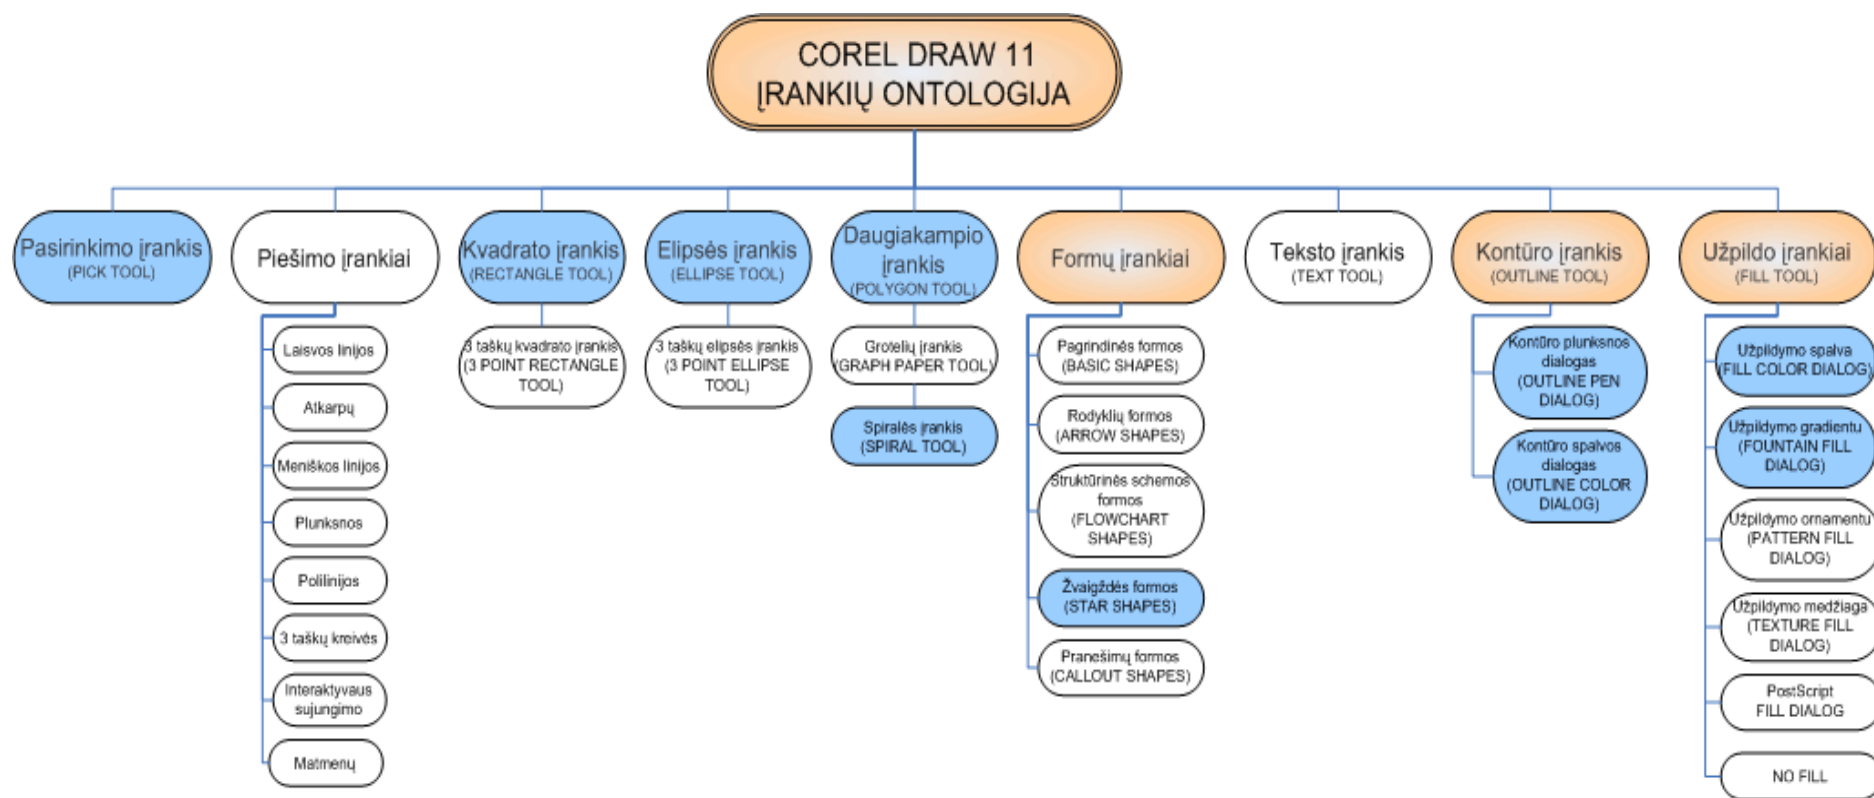 COREL DRAW 11
ĮRANKIŲ ONTOLOGIJA
Pasirinkimo įrankis
(PICK TOOL)
Piešimo įrankiai
Laisvos linijos
Atkarpų
Meniškos linijos
Plunksnos
Polilinijos
3 taškų kreivės
Interaktyvaus
sujungimo
Matmenų
Kvadrato įrankis
(RECTANGLE TOOL)
3 taškų kvadrato įrankis
(3 POINT RECTANGLE
TOOL)
Elipsės įrankis
(ELLIPSE TOOL)
3 taškų elipsės įrankis
(3 POINT ELLIPSE
TOOL)
Daugiakampio
įrankis
(POLYGON TOOL)
Grotelių įrankis
(GRAPH PAPER TOOL)
Spiralės įrankis
(SPIRAL TOOL)
Formų įrankiai
Pagrindinės formos
(BASIC SHAPES)
Rodyklių formos
(ARROW SHAPES)
Struktūrinės schemos
formos
(FLOWCHART
SHAPES)
Žvaigždės formos
(STAR SHAPES)
Pranešimų formos
(CALLOUT SHAPES)
Teksto įrankis
(TEXT TOOL)
Kontūro įrankis
(OUTLINE TOOL)
Kontūro plunksnos
dialogas
(OUTLINE PEN
DIALOG)
Kontūro spalvos
dialogas
(OUTLINE COLOR
DIALOG)
Užpildo įrankiai
(FILL TOOL)
Užpildymo spalva
(FILL COLOR DIALOG)
Užpildymo gradientu
(FOUNTAIN FILL
DIALOG)
Užpildymo ornamentu
(PATTERN FILL
DIALOG)
Užpildymo medžiaga
(TEXTURE FILL
DIALOG)
PostScript
FILL DIALOG
NO FILL